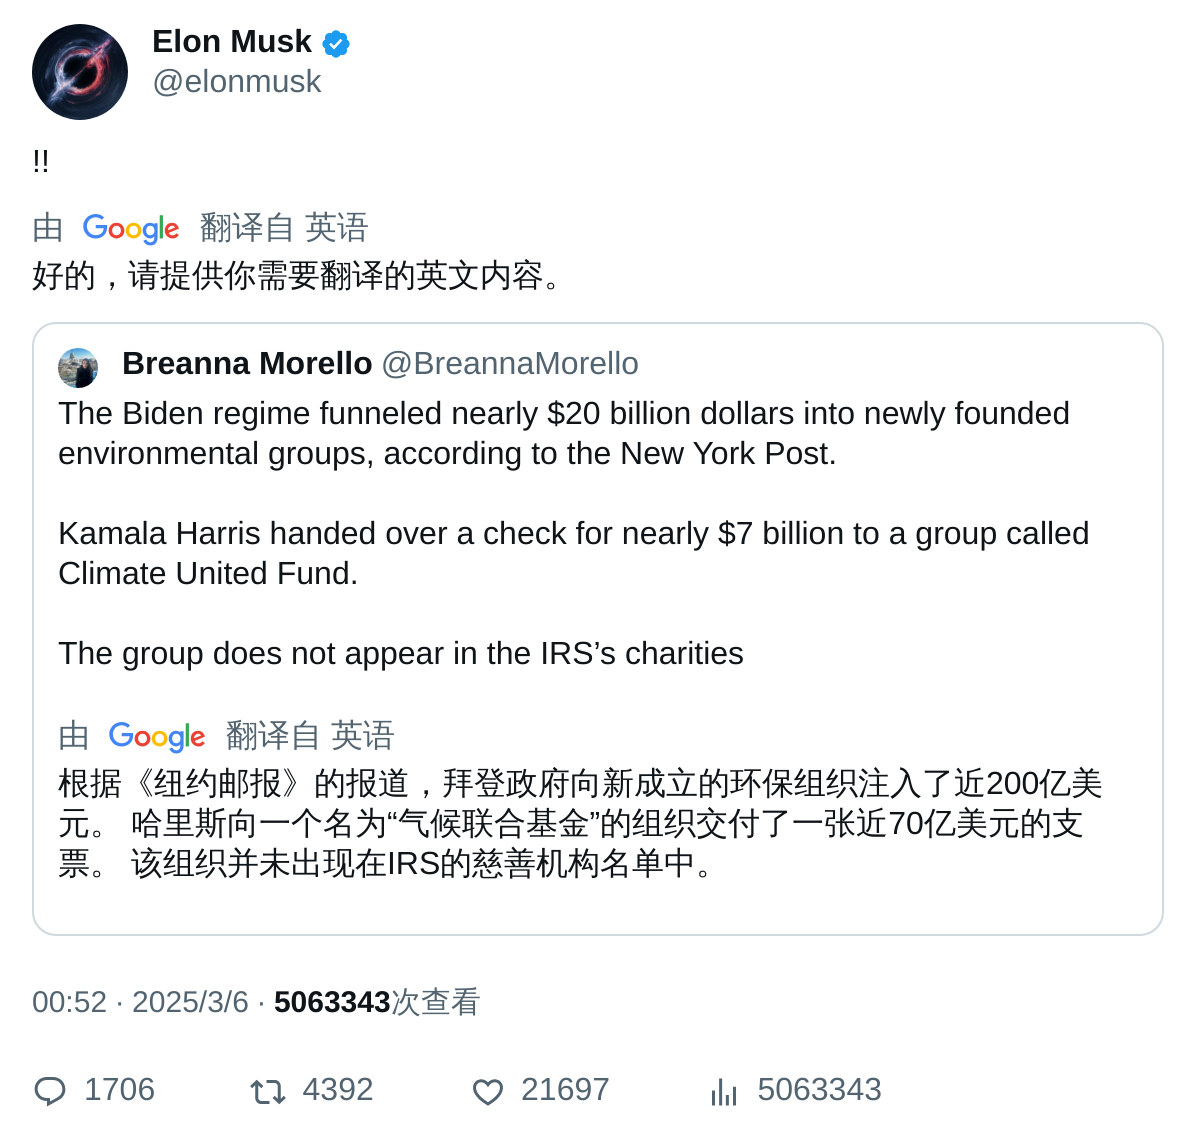 Elon Musk
@elonmusk
!!
由 Google 翻译自 英语
好的，请提供你需要翻译的英文内容。
Breanna Morello @BreannaMorello
The Biden regime funneled nearly $20 billion dollars into newly founded
environmental groups, according to the New York Post.
Kamala Harris handed over a check for nearly $7 billion to a group called
Climate United Fund.
The group does not appear in the IRS’s charities
由 Google 翻译自 英语
根据《纽约邮报》的报道，拜登政府向新成立的环保组织注入了近200亿美
元。 哈里斯向一个名为“气候联合基金”的组织交付了一张近70亿美元的支
票。 该组织并未出现在IRS的慈善机构名单中。
00:52 · 2025/3/6 · 5063343次查看
1706 4392 21697 5063343